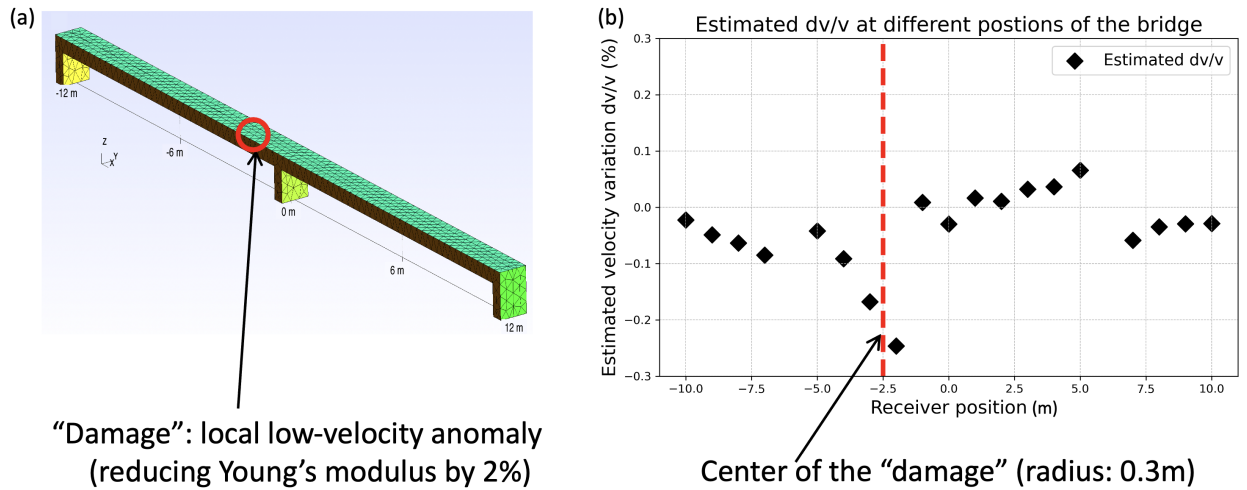 (a)
-12 m
z
Y
X
-6 m
0 m
6 m
12 m
“Damage”: local low-velocity anomaly
(reducing Young’s modulus by 2%)
(b)
Estimated dv/v at different postions of the bridge
Estimated velocity variation dv/v (%)
0.3
0.2
0.1
0.0
−0.1
−0.2
−0.3
Estimated dv/v
−10.0 −7.5 −5.0 −2.5 0.0 2.5 5.0 7.5 10.0
Receiver position (m)
Center of the “damage” (radius: 0.3m)